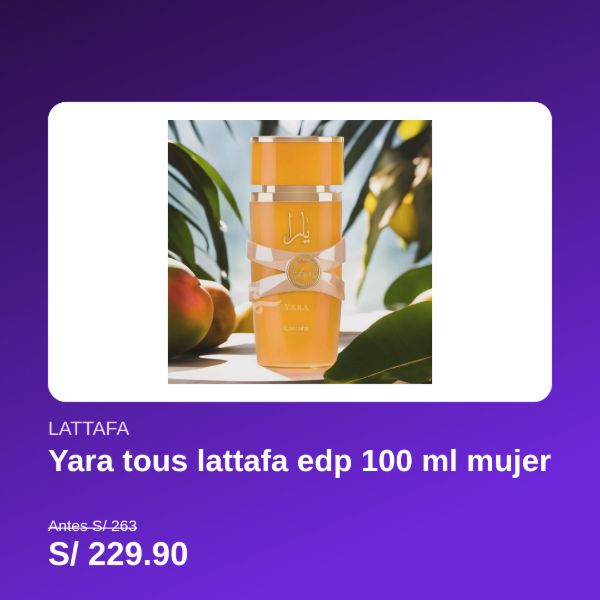 يارا
YARA
Lattafa
LATTAFA
Yara tous lattafa edp 100 ml mujer
Antes S/ 263
S/ 229.90